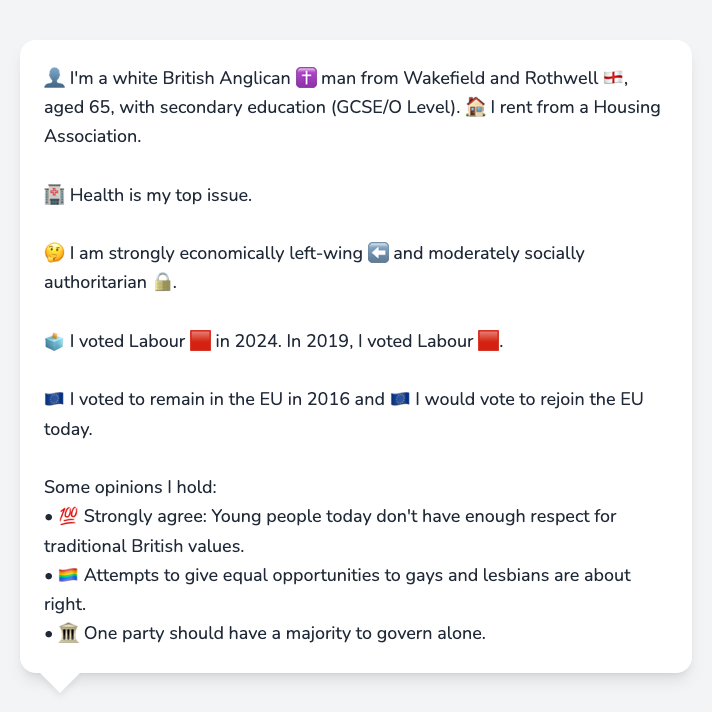 👤 I'm a white British Anglican ✝️ man from Wakefield and Rothwell 🏴󠁧󠁢󠁥󠁮󠁧󠁿,
aged 65, with secondary education (GCSE/O Level). 🏠 I rent from a Housing
Association.
🏥 Health is my top issue.
🤔 I am strongly economically left-wing ⬅️ and moderately socially
authoritarian 🔒.
🗳️ I voted Labour 🟥 in 2024. In 2019, I voted Labour 🟥.
🇪🇺 I voted to remain in the EU in 2016 and 🇪🇺 I would vote to rejoin the EU
today.
Some opinions I hold:
• 💯 Strongly agree: Young people today don't have enough respect for
traditional British values.
• 🏳️‍🌈 Attempts to give equal opportunities to gays and lesbians are about
right.
• 🏛️ One party should have a majority to govern alone.